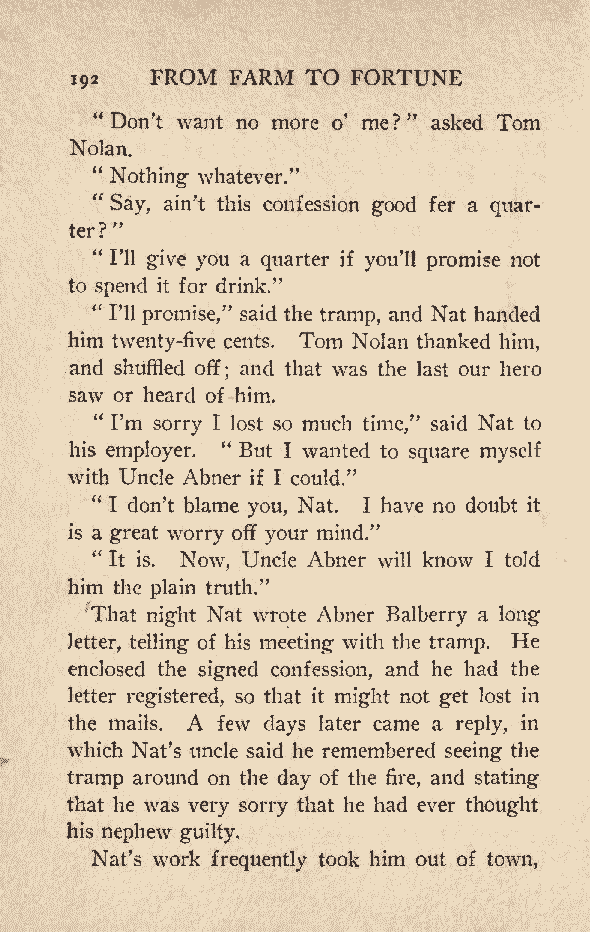 192 FROM FARM TO FORTUNE
“ Don’t want no more o’ me? ” asked Tom
Nolan.
“ Nothing whatever.”
“ Say, ain’t this confession good fer a quar-
ter? ”
“ I’ll give you a quarter if you’ll promise not
to spend it for drink.”
“ I’ll promise,” said the tramp, and Nat handed
him twenty-five cents. Tom Nolan thanked him,
and shuffled off; and that was the last our hero
saw or heard of him.
“ I’m sorry I lost so much time,” said Nat to
his employer. “ But I wanted to square myself
with Uncle Abner if I could.”
“ I don’t blame you, Nat. I have no doubt it
is a great worry off your mind.”
“ It is. Now, Uncle Abner will know I told
him the plain truth.”
That night Nat wrote Abner Balberry a long
letter, telling of his meeting with the tramp. He
enclosed the signed confession, and he had the
letter registered, so that it might not get lost in
the mails. A few days later came a reply, in
which Nat’s uncle said he remembered seeing the
tramp around on the day of the fire, and stating
that he was very sorry that he had ever thought
his nephew guilty.
Nat’s work frequently took him out of town,